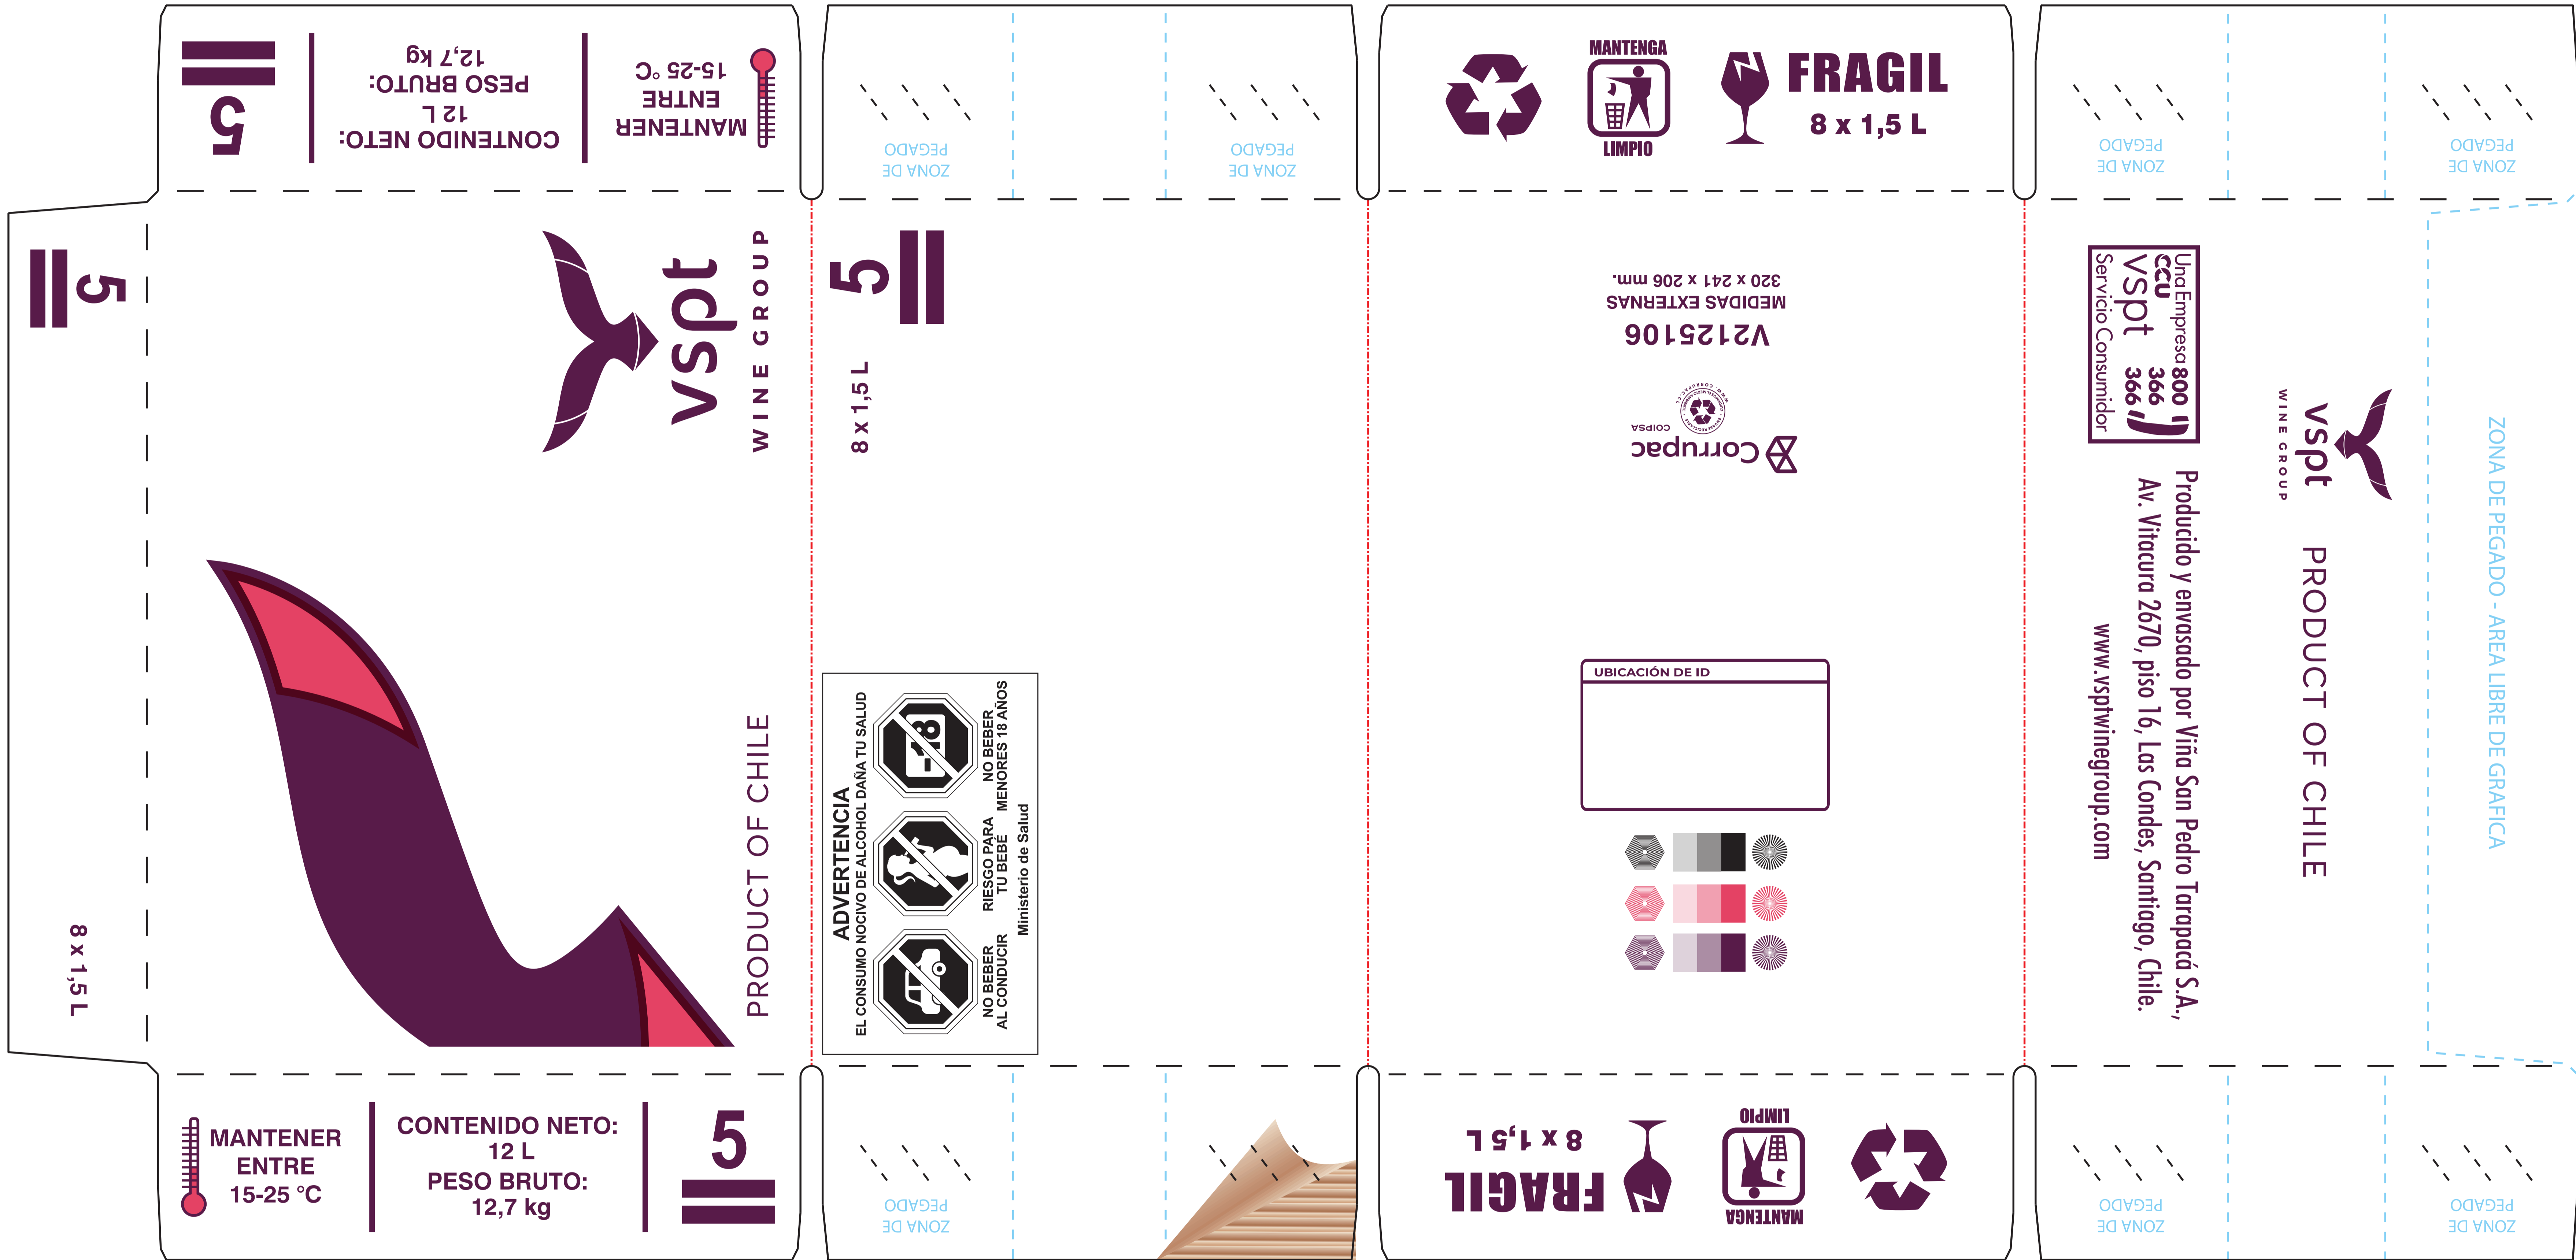 5
CONTENIDO NETO:
12 L
PESO BRUTO:
12,7 kg
MANTENER
ENTRE
15-25 °C
ZONA DE
PEGADO
ZONA DE
PEGADO
MANTENGA
LIMPIO
FRAGIL
8 x 1,5 L
ZONA DE
PEGADO
ZONA DE
PEGADO
5
8 x 1,5 L
vspt
WINE GROUP
PRODUCT OF CHILE
5
8 x 1,5 L
ADVERTENCIA
EL CONSUMO NOCIVO DE ALCOHOL DAÑA TU SALUD
-18
NO BEBER
AL CONDUCIR
RIESGO PARA
TU BEBÉ
NO BEBER
MENORES 18 AÑOS
Ministerio de Salud
Corrupac
COIPSA
V2125106
MEDIDAS EXTERNAS
320 x 241 x 206 mm.
UBICACIÓN DE ID
Una Empresa
CCU
vspt
800
366
366
Servicio Consumidor
Producido y envasado por Viña San Pedro Tarapacá S.A.,
Av. Vitacura 2670, piso 16, Las Condes, Santiago, Chile.
www.vsptwinegroup.com
vspt
WINE GROUP
PRODUCT OF CHILE
ZONA DE PEGADO - AREA LIBRE DE GRAFICA
MANTENER
ENTRE
15-25 °C
CONTENIDO NETO:
12 L
PESO BRUTO:
12,7 kg
5
ZONA DE
PEGADO
FRAGIL
8 x 1,5 L
MANTENGA
LIMPIO
ZONA DE
PEGADO
ZONA DE
PEGADO